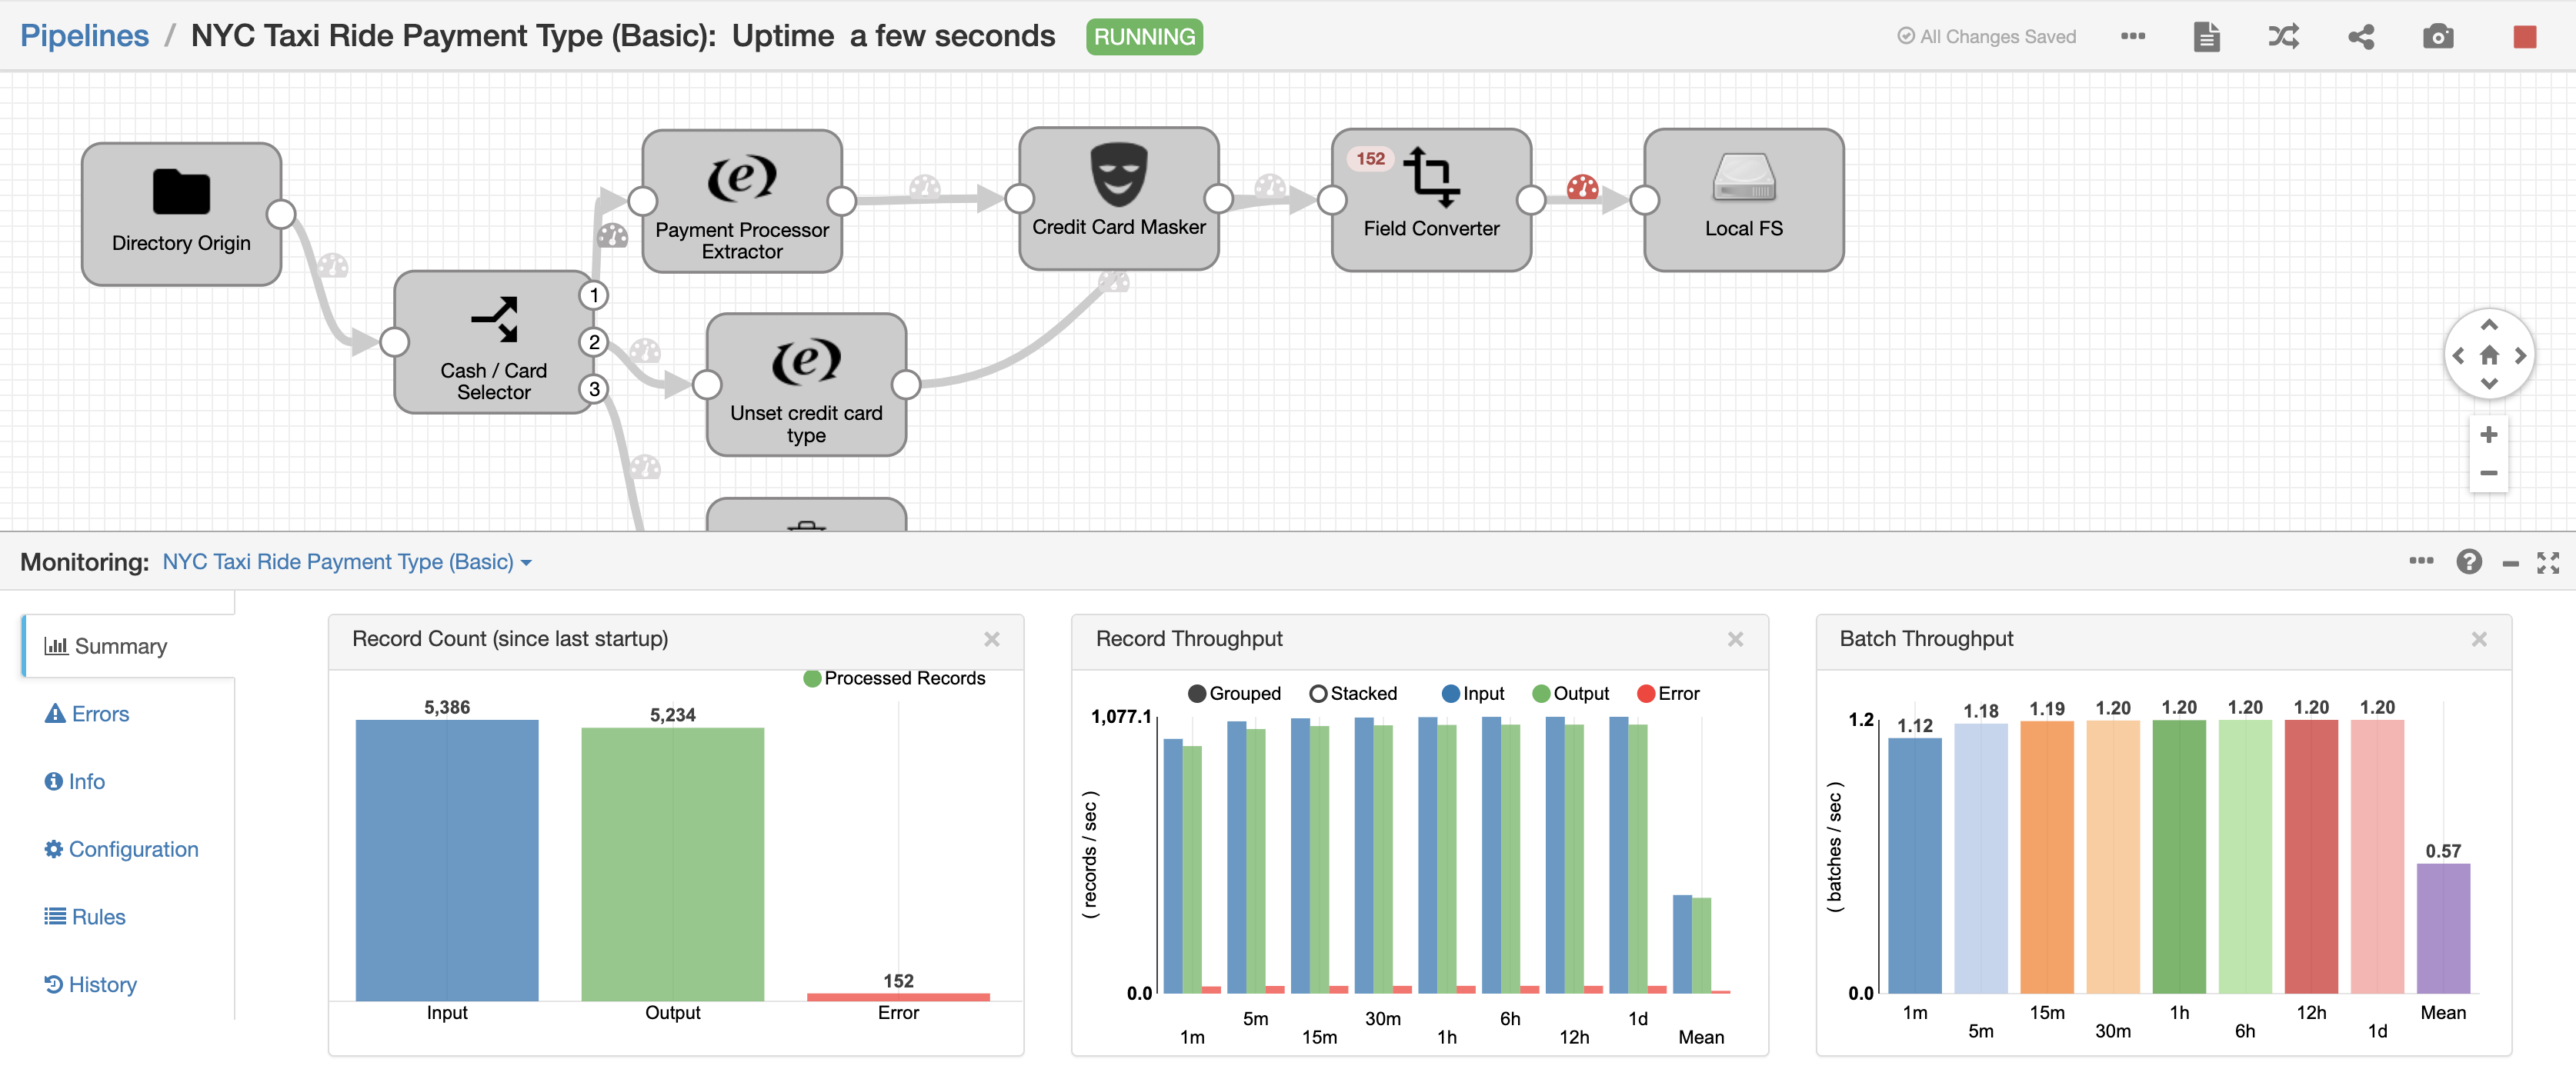 Pipelines / NYC Taxi Ride Payment Type (Basic): Uptime a few seconds RUNNING
All Changes Saved
Directory Origin
Cash / Card
Selector
1
2
3
Payment Processor
Extractor
Unset credit card
type
Credit Card Masker
152
Field Converter
Local FS
Monitoring: NYC Taxi Ride Payment Type (Basic)
Summary
Errors
Info
Configuration
Rules
History
Record Count (since last startup)
Processed Records
5,386
5,234
152
Input
Output
Error
Record Throughput
Grouped
Stacked
Input
Output
Error
1,077.1
0.0
( records / sec )
1m
5m
15m
30m
1h
6h
12h
1d
Mean
Batch Throughput
1.2
0.0
( batches / sec )
1.12
1.18
1.19
1.20
1.20
1.20
1.20
1.20
0.57
1m
5m
15m
30m
1h
6h
12h
1d
Mean